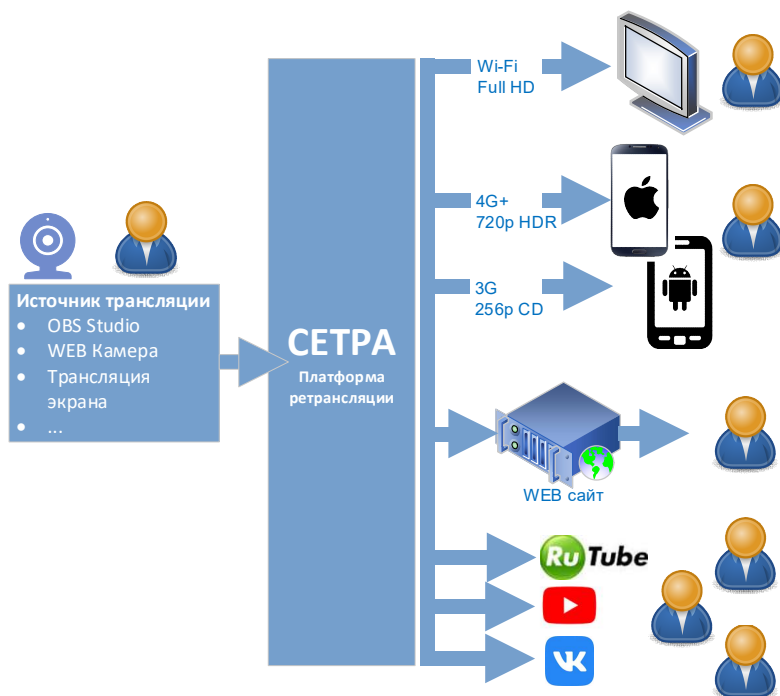 Wi-Fi
Full HD
4G+
720p HDR
3G
256p CD
Источник трансляции
• OBS Studio
• WEB Камера
• Трансляция
экрана
• ...
СЕТРА
Платформа
ретрансляции
WEB сайт
RuTube